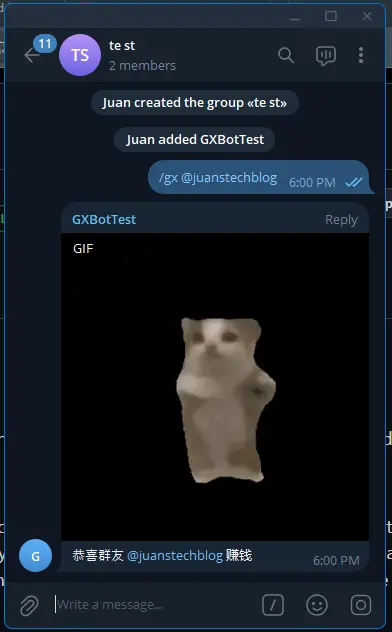 11
TS
te st
2 members
Juan created the group «te st»
Juan added GXBotTest
/gx @juanstechblog 6:00 PM
GXBotTest Reply
GIF
G
恭喜群友 @juanstechblog 赚钱
6:00 PM
Write a message...